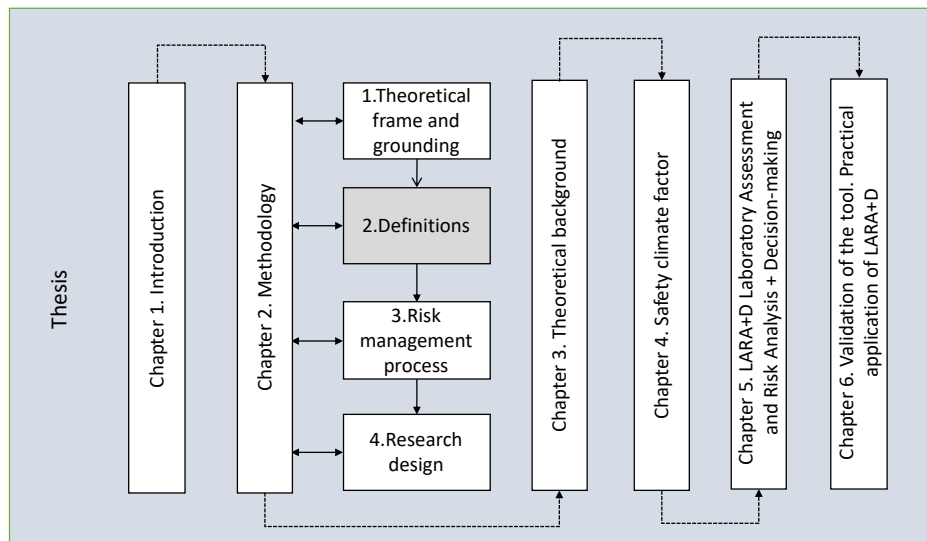 Thesis
Chapter 1. Introduction
Chapter 2. Methodology
1.Theoretical
frame and
grounding
2.Definitions
3.Risk
management
process
4.Research
design
Chapter 3. Theoretical background
Chapter 4. Safety climate factor
Chapter 5. LARA+D Laboratory Assessment
and Risk Analysis + Decision-making
Chapter 6. Validation of the tool. Practical
application of LARA+D